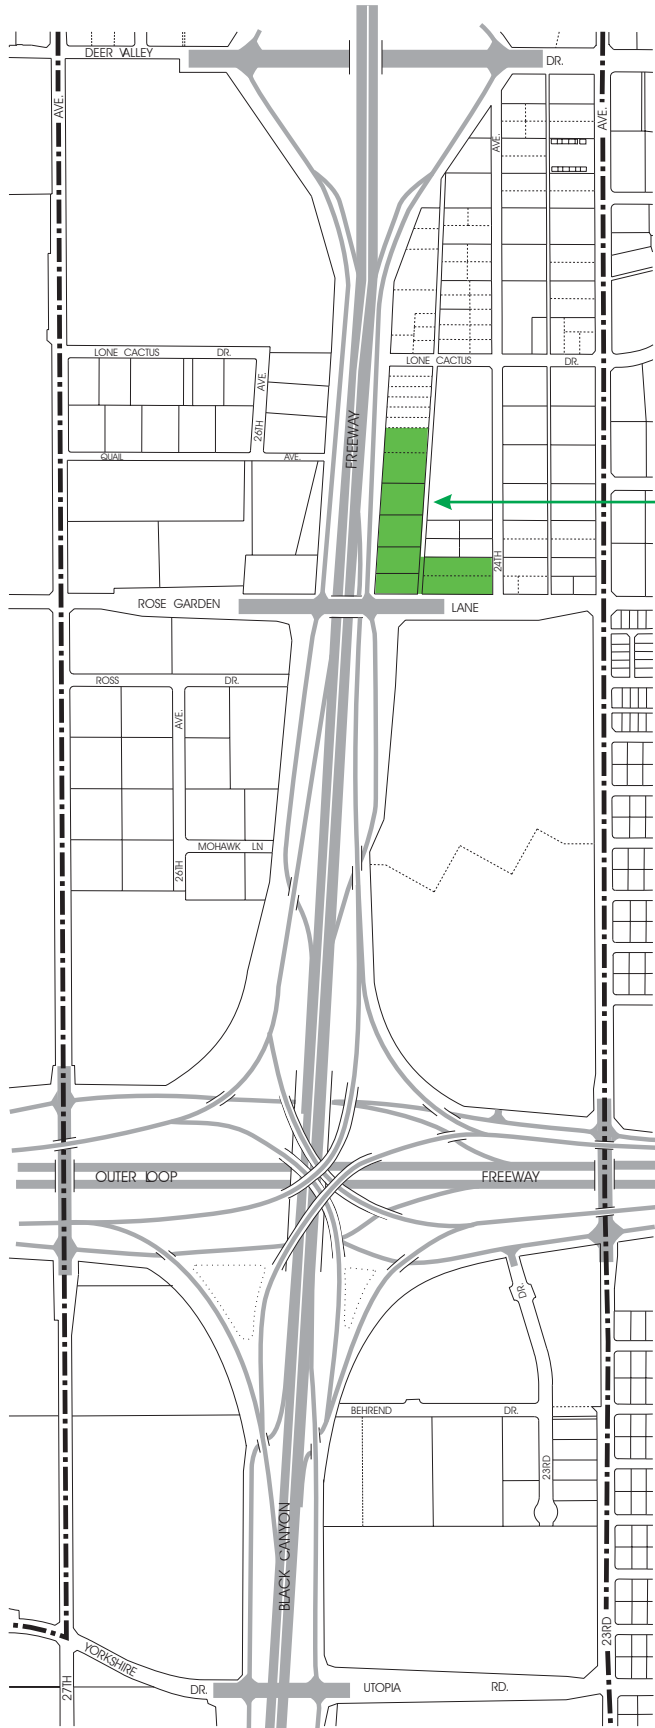 DEER VALLEY DR.
AVE.
AVE.
AVE.
LONE CACTUS DR.
LONE CACTUS DR.
AVE.
26TH
FREEWAY
QUAIL AVE.
24TH
ROSE GARDEN LANE
ROSS DR.
AVE.
MOHAWK LN
26TH
OUTER LOOP FREEWAY
DR.
BEHREND DR.
23RD
BLACK CANYON
23RD
YORKSHIRE DR.
27TH
UTOPIA RD.